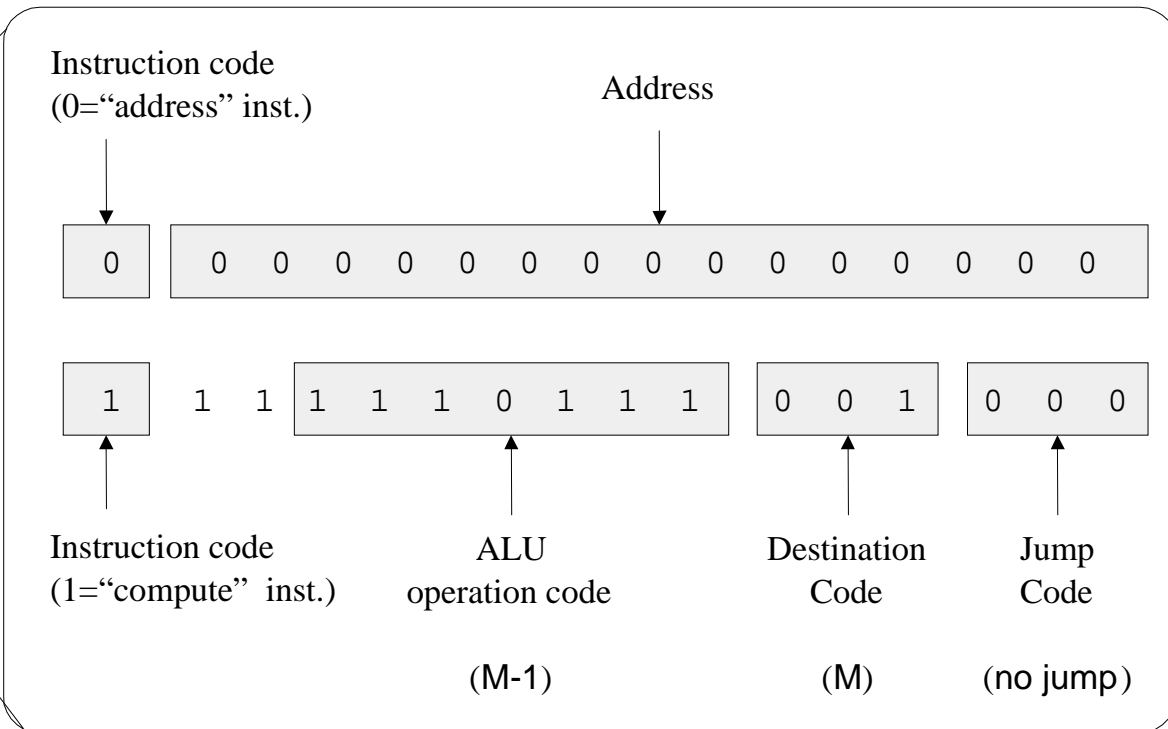 Instruction code
(0=“address” inst.)
Address
0 0 0 0 0 0 0 0 0 0 0 0 0 0 0 0
1 1 1 1 1 1 0 1 1 1 0 0 1 0 0 0
Instruction code
(1=“compute” inst.)
ALU
operation code
(M-1)
Destination
Code
(M)
Jump
Code
(no jump)